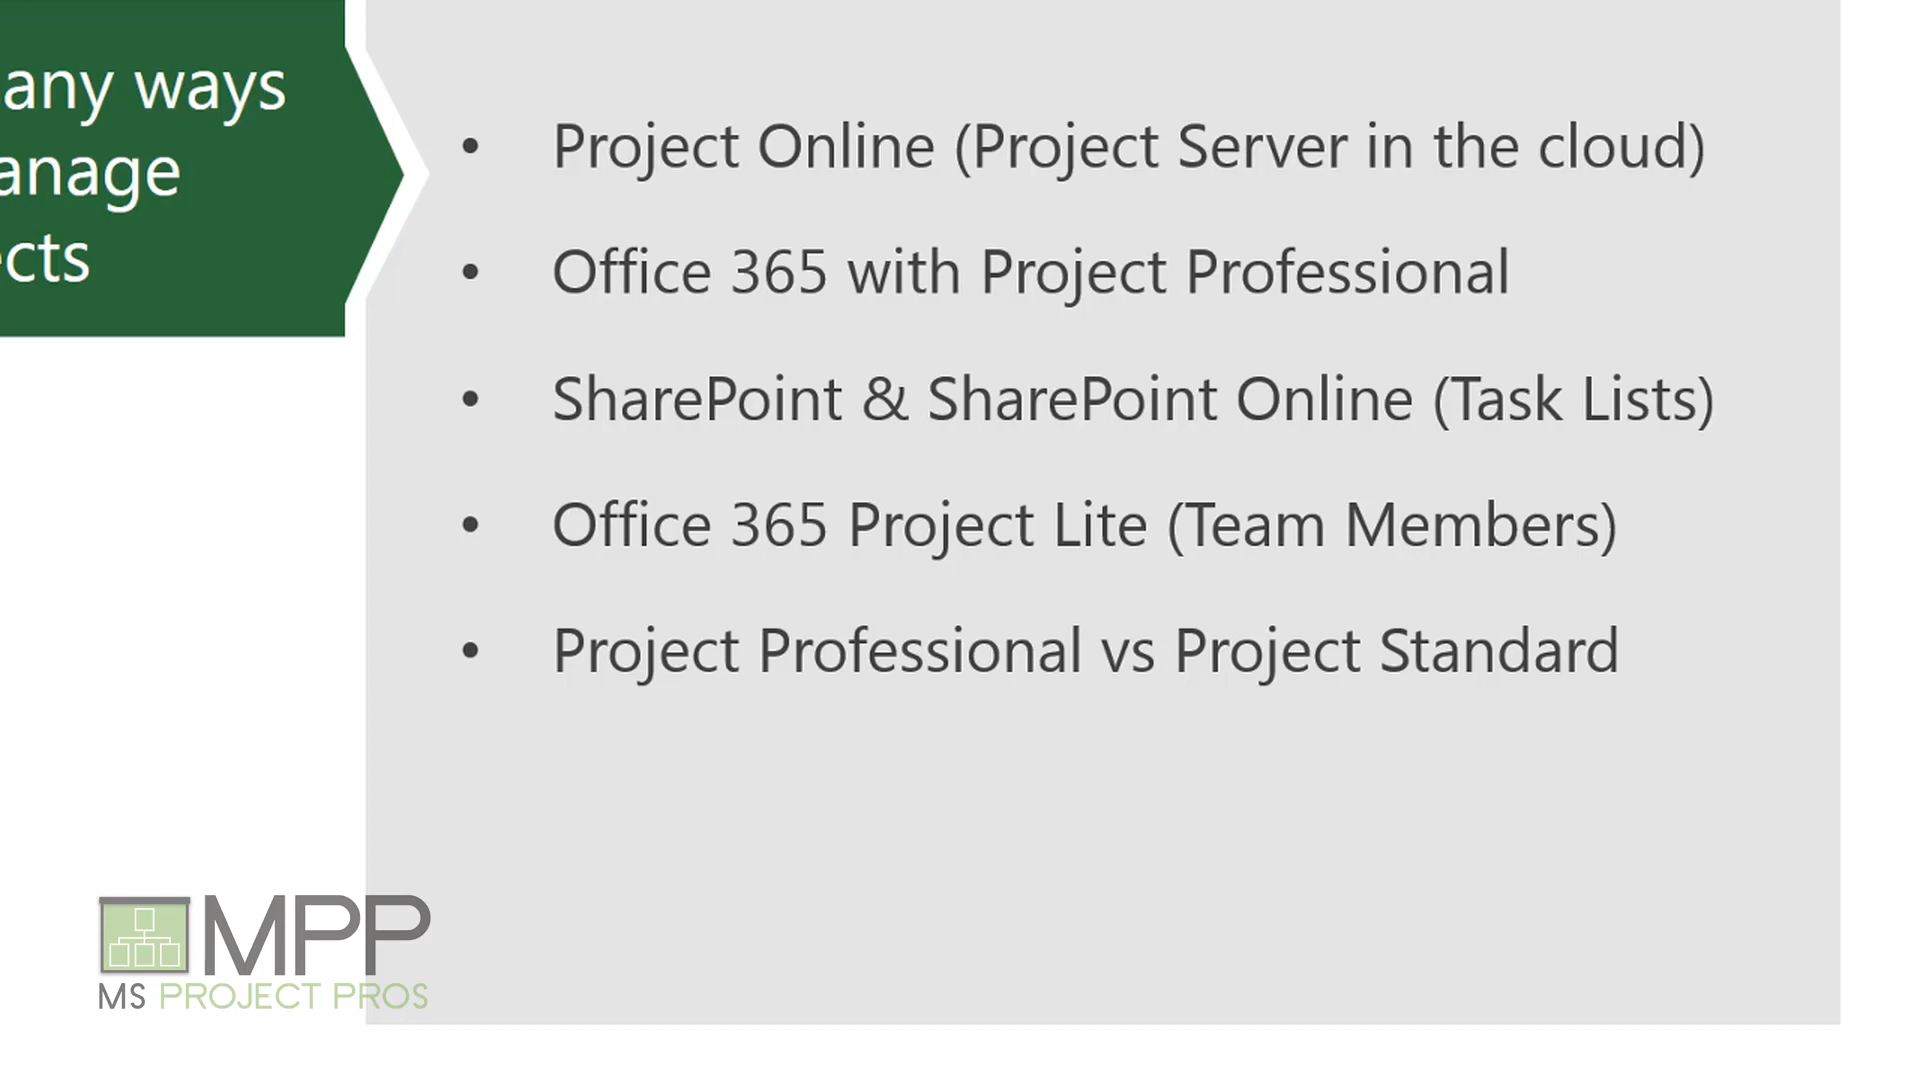 any ways
anage
ects
• Project Online (Project Server in the cloud)
• Office 365 with Project Professional
• SharePoint & SharePoint Online (Task Lists)
• Office 365 Project Lite (Team Members)
• Project Professional vs Project Standard
MPP
MS PROJECT PROS